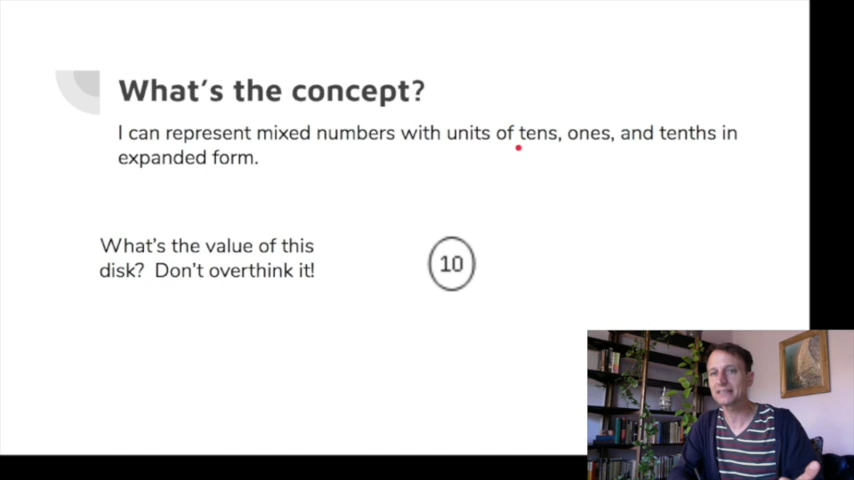 What's the concept?
I can represent mixed numbers with units of tens, ones, and tenths in
expanded form.
What's the value of this
disk? Don't overthink it!
10